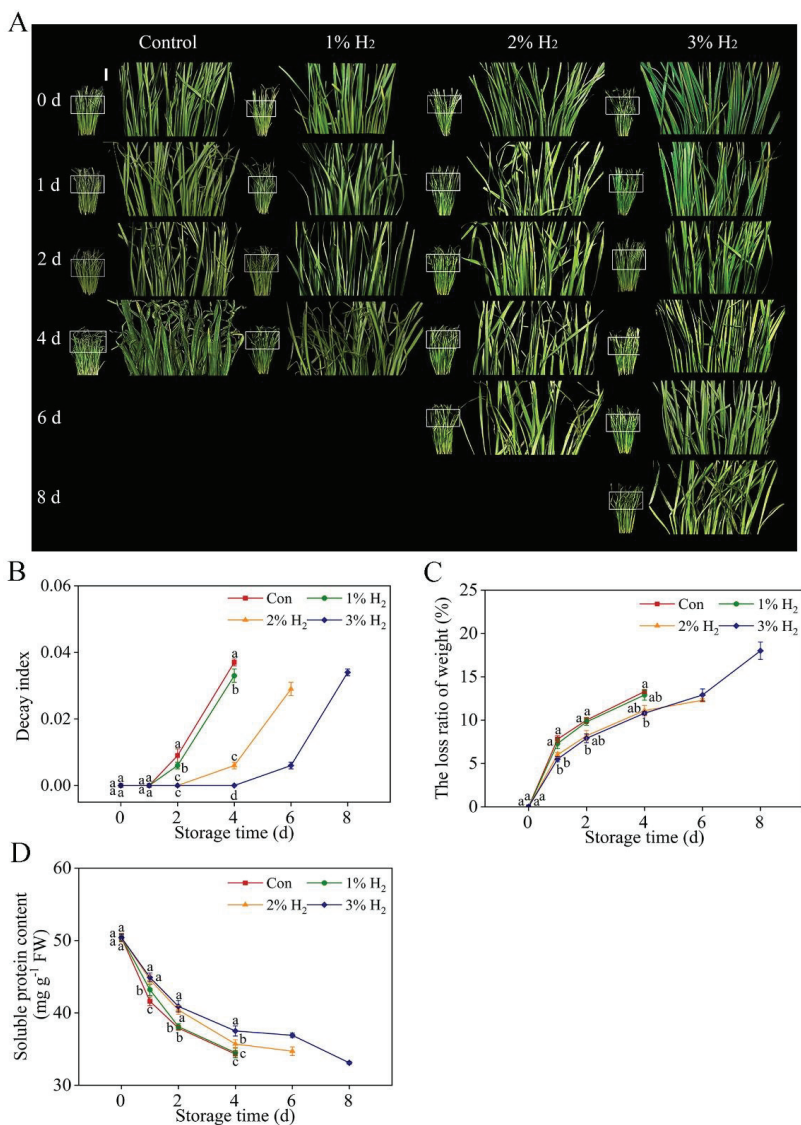 A
Control 1% H2 2% H2 3% H2
0 d
1 d
2 d
4 d
6 d
8 d
B
0.06
0.04
0.02
0.00
Decay index
Con 1% H2
2% H2 3% H2
a
b
a
b
c
c
d
a a a a
a a a a
c c
0 2 4 6 8
Storage time (d)
C
25
20
15
10
5
0
The loss ratio of weight (%)
Con 1% H2
2% H2 3% H2
a
ab
ab
b
a a
a a
ab
ab
b b
a a
a a a
0 2 4 6 8
Storage time (d)
D
60
50
40
30
Soluble protein content
(mg g-1 FW)
Con 1% H2
2% H2 3% H2
a
a a
a
a
a
b
c
a
a
b
b
a
b
c
c
0 2 4 6 8
Storage time (d)